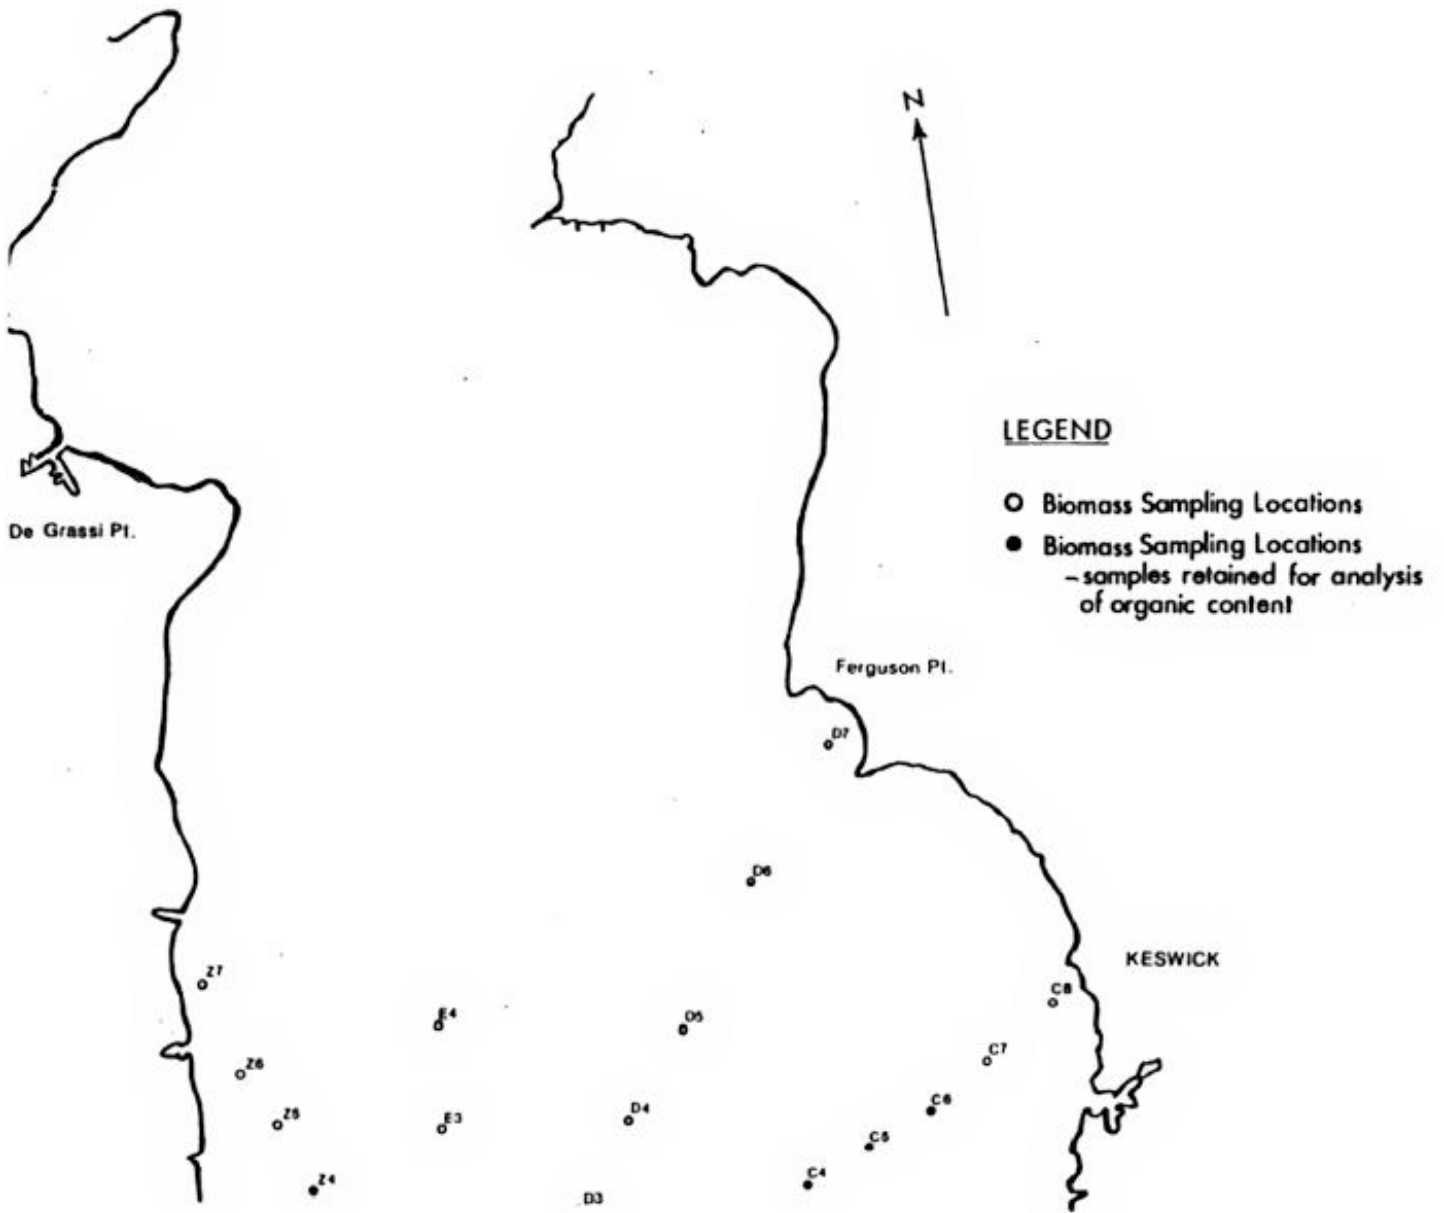 N
LEGEND
Biomass Sampling Locations
Biomass Sampling Locations
-samples retained for analysis
of organic content
De Grassi Pt.
Ferguson Pt.
D7
D6
KESWICK
Z7
C8
E4
D5
C7
Z6
C6
Z5
E3
D4
C5
Z4
D3
C4